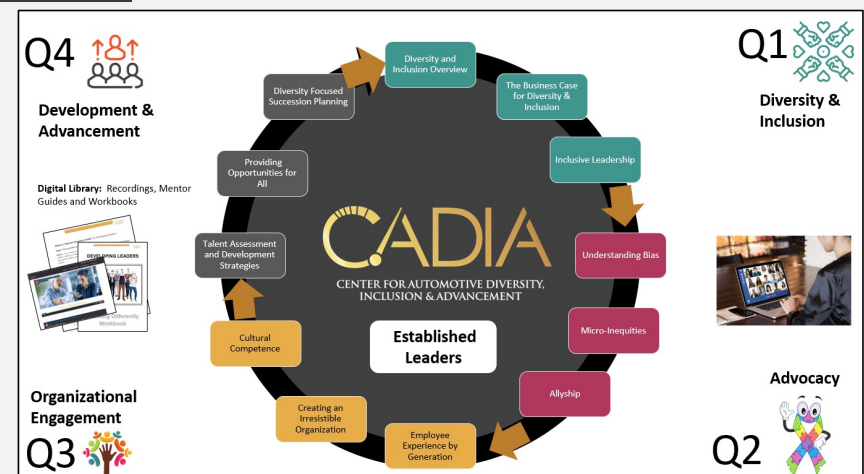 Q4
Development &
Advancement
Digital Library: Recordings, Mentor
Guides and Workbooks
DEVELOPING LEADERS
Differently
Workbook
Organizational
Engagement
Q3
Diversity and
Inclusion Overview
The Business Case
for Diversity &
Inclusion
Inclusive Leadership
Understanding Bias
Micro-Inequities
Allyship
Employee
Experience by
Generation
Creating an
Irresistible
Organization
Cultural
Competence
Talent Assessment
and Development
Strategies
Providing
Opportunities for
All
Diversity Focused
Succession Planning
CADIA
CENTER FOR AUTOMOTIVE DIVERSITY,
INCLUSION & ADVANCEMENT
Established
Leaders
Q1
Diversity &
Inclusion
Advocacy
Q2